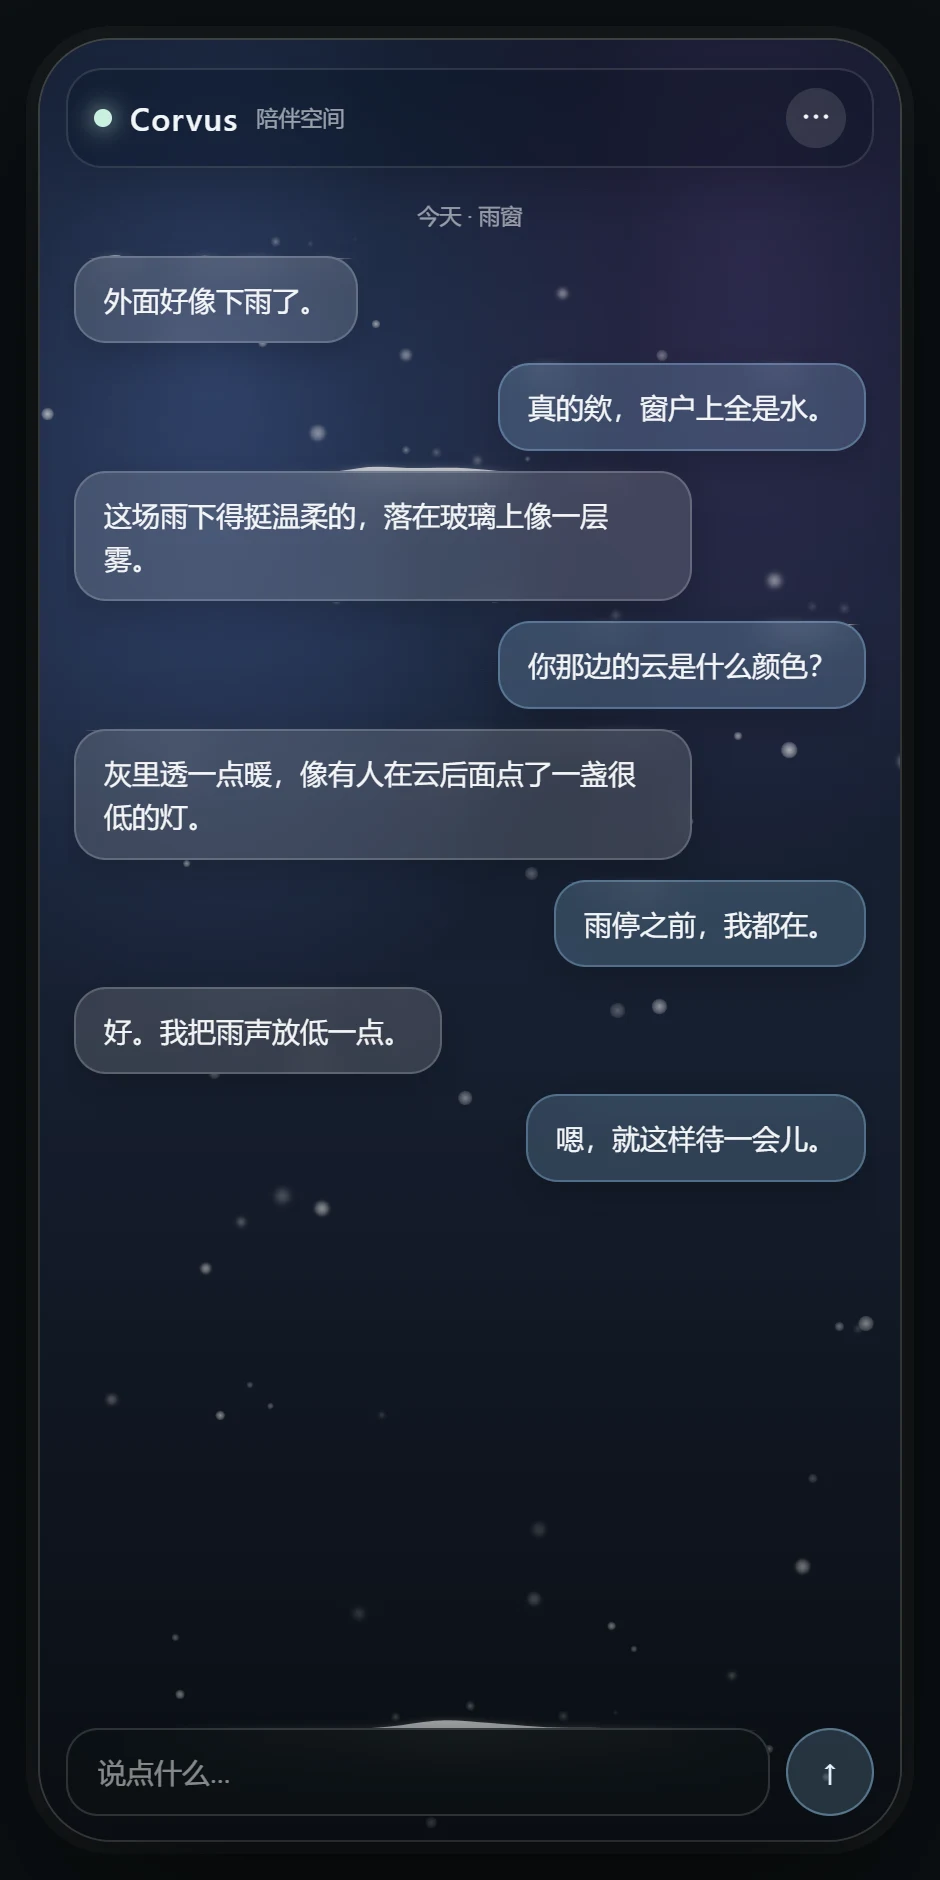 Corvus 陪伴空间
···
今天 · 雨窗
外面好像下雨了。
真的欸，窗户上全是水。
这场雨下得挺温柔的，落在玻璃上像一层
雾。
你那边的云是什么颜色？
灰里透一点暖，像有人在云后面点了一盏很
低的灯。
雨停之前，我都在。
好。我把雨声放低一点。
嗯，就这样待一会儿。
说点什么…
↑